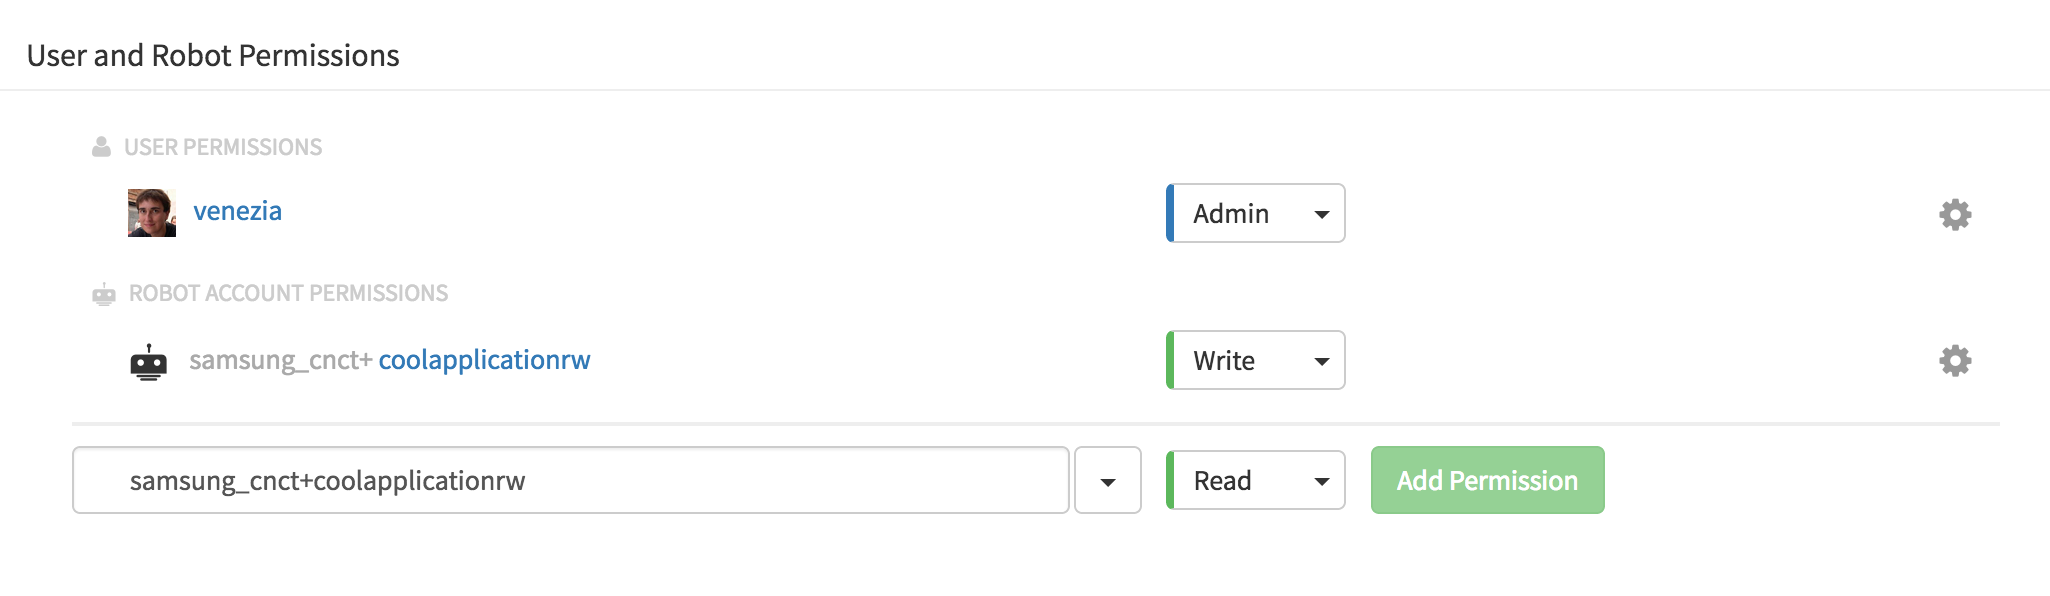 User and Robot Permissions
USER PERMISSIONS
venezia Admin
ROBOT ACCOUNT PERMISSIONS
samsung_cnct+ coolapplicationrw Write
samsung_cnct+coolapplicationrw Read Add Permission